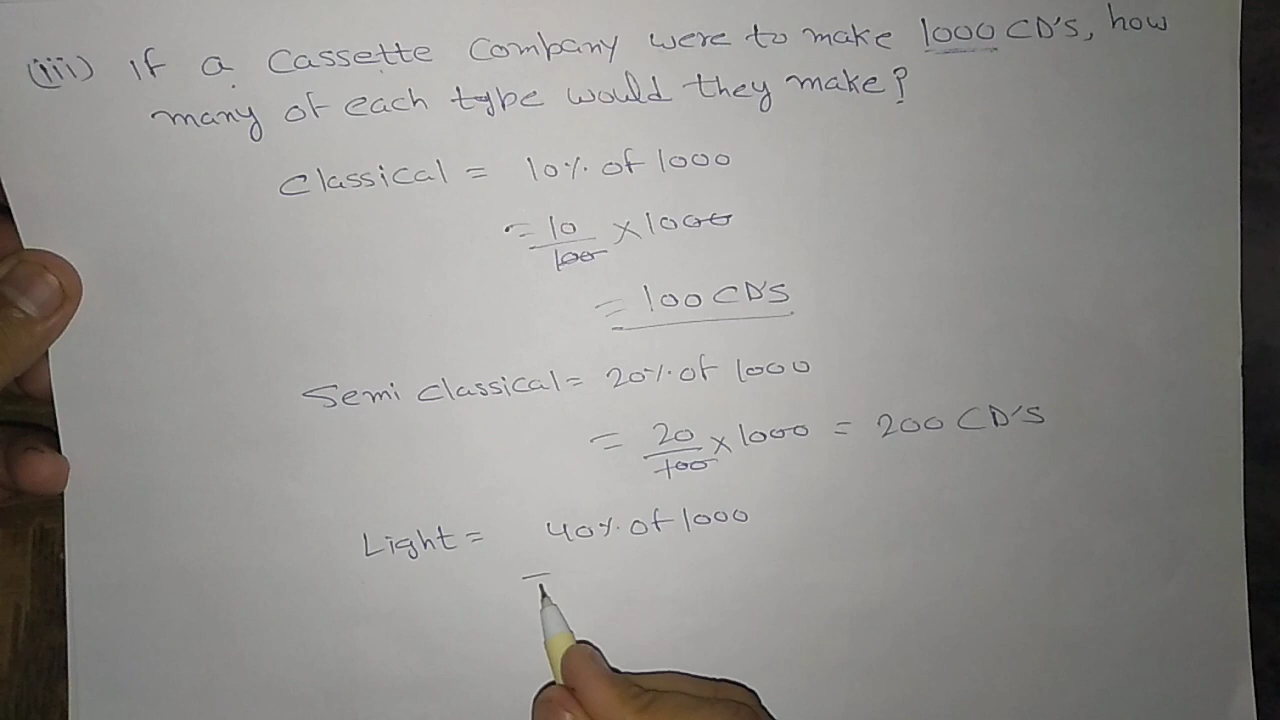 (iii) If a Cassette Company were to make 1000 CD's, how
many of each type would they make?
Classical = 10% of 1000
= 10/100 × 1000
= 100 CD'S
Semi Classical = 20% of 1000
= 20/100 × 1000 = 200 CD'S
Light = 40% of 1000